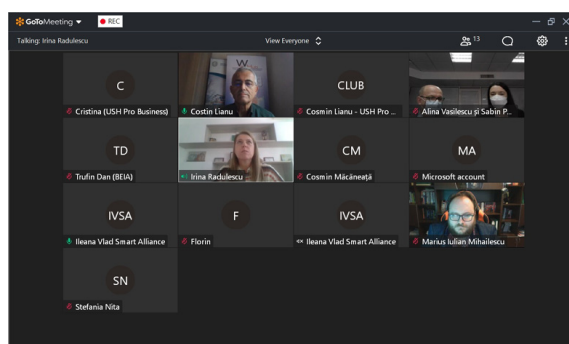 GoToMeeting
REC
Talking: Irina Radulescu
View Everyone
13
C
Cristina (USH Pro Business)
W
Costin Lianu
CLUB
Cosmin Lianu - USH Pro ...
Alina Vasilescu și Sabin P...
TD
Trufin Dan (BEIA)
Irina Radulescu
CM
Cosmin Măcăneață
MA
Microsoft account
IVSA
Ileana Vlad Smart Alliance
F
Florin
IVSA
Ileana Vlad Smart Alliance
Marius Iulian Mihailescu
SN
Stefania Nita